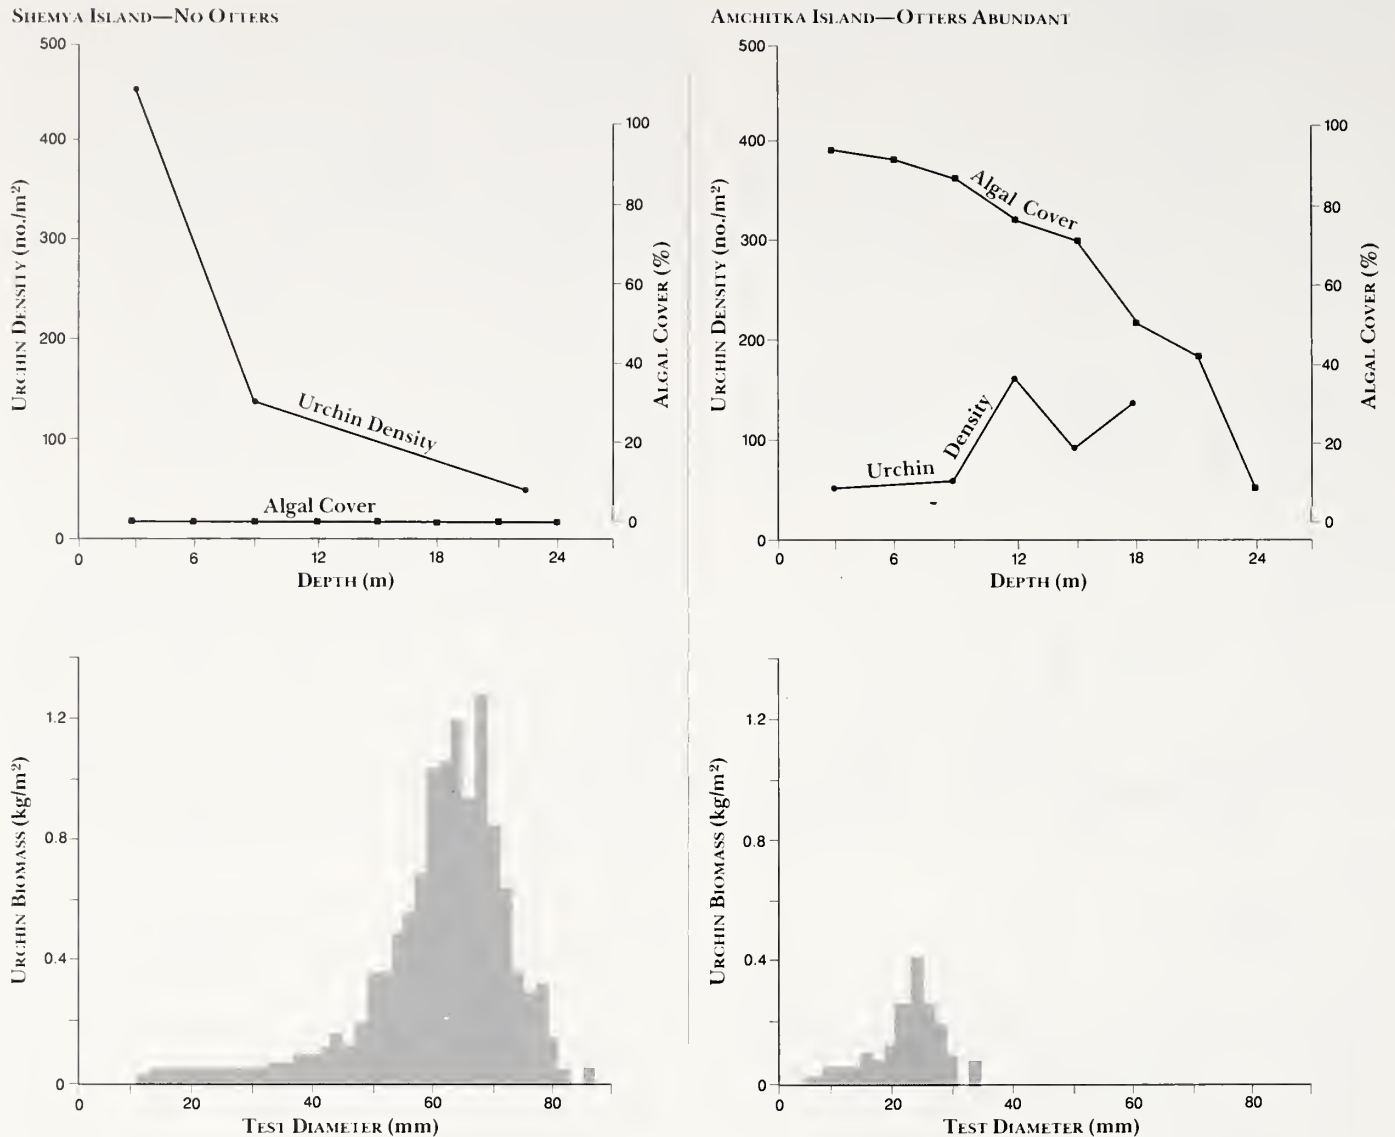 SHEMYA ISLAND—NO OTTERS
500
400
300
200
100
0
URCHIN DENSITY (no./m²)
100
80
60
40
20
0
ALGAL COVER (%)
Urchin Density
Algal Cover
0 6 12 18 24
DEPTH (m)
AMCHITKA ISLAND—OTTERS ABUNDANT
500
400
300
200
100
0
URCHIN DENSITY (no./m²)
100
80
60
40
20
0
ALGAL COVER (%)
Algal Cover
Urchin Density
0 6 12 18 24
DEPTH (m)
1.2
0.8
0.4
0
URCHIN BIOMASS (kg/m²)
0 20 40 60 80
TEST DIAMETER (mm)
1.2
0.8
0.4
0
URCHIN BIOMASS (kg/m²)
0 20 40 60 80
TEST DIAMETER (mm)